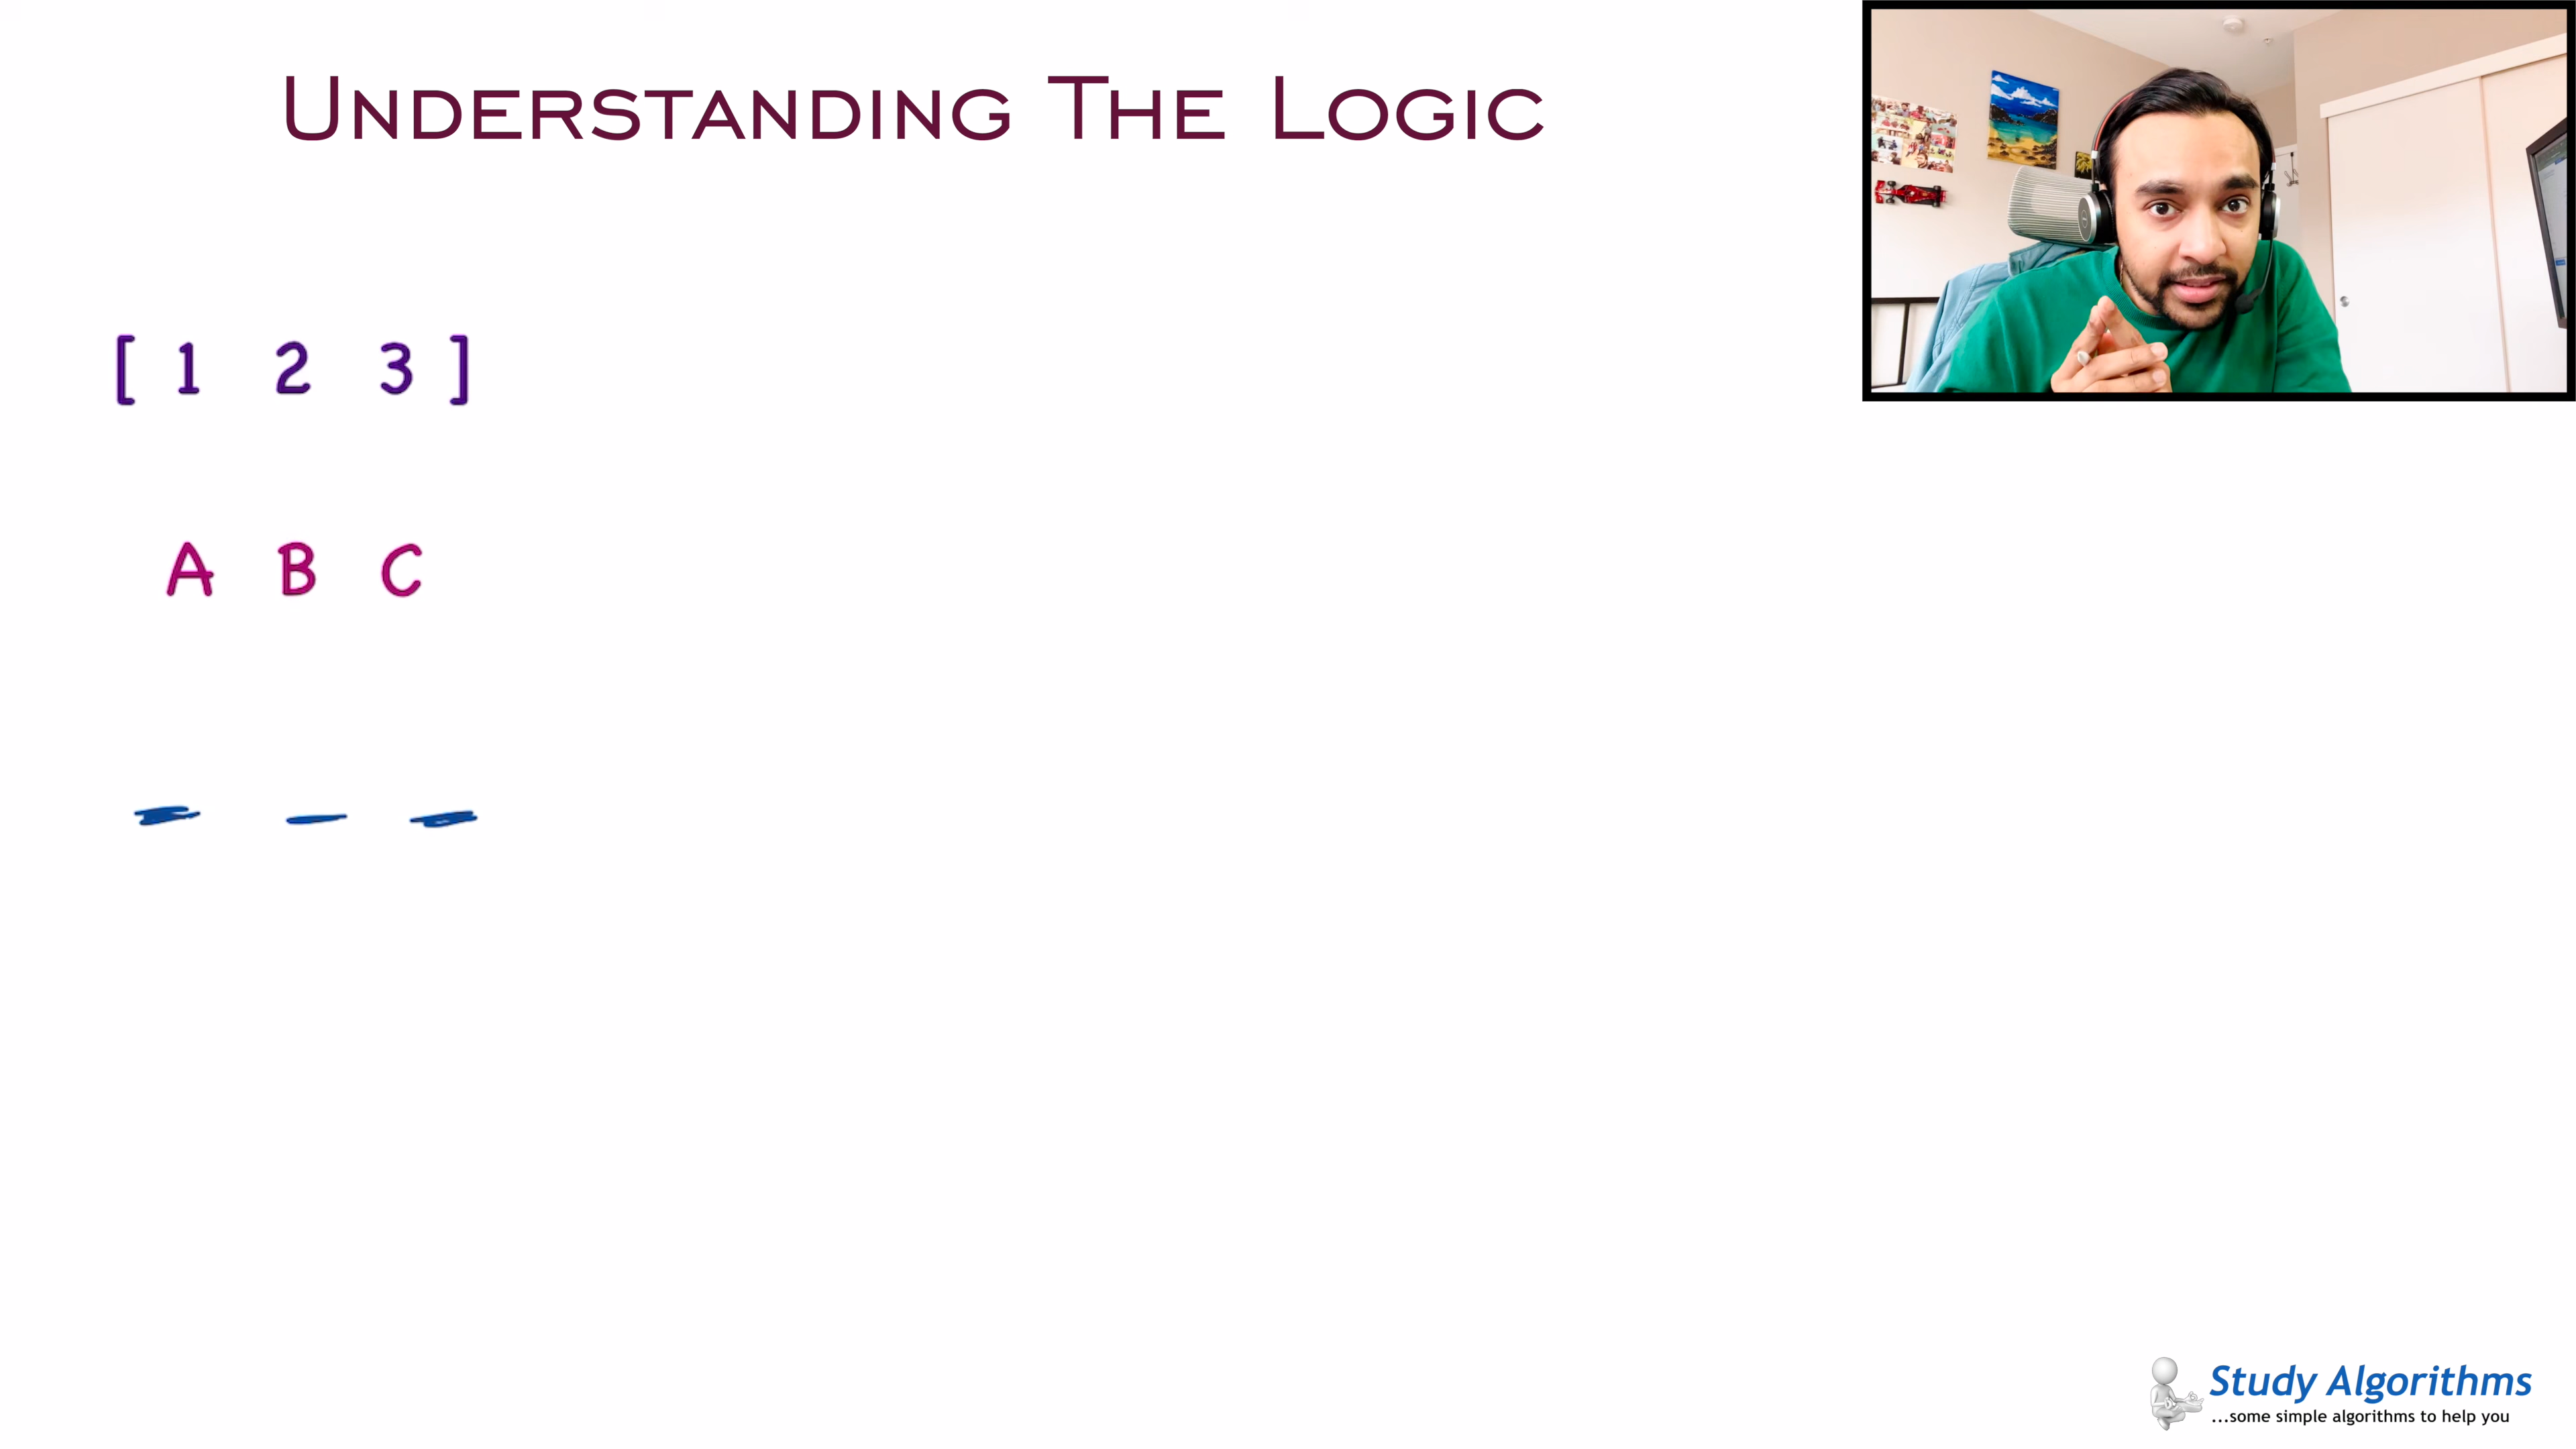 Understanding The Logic
[ 1 2 3 ]
A B C
Study Algorithms
...some simple algorithms to help you